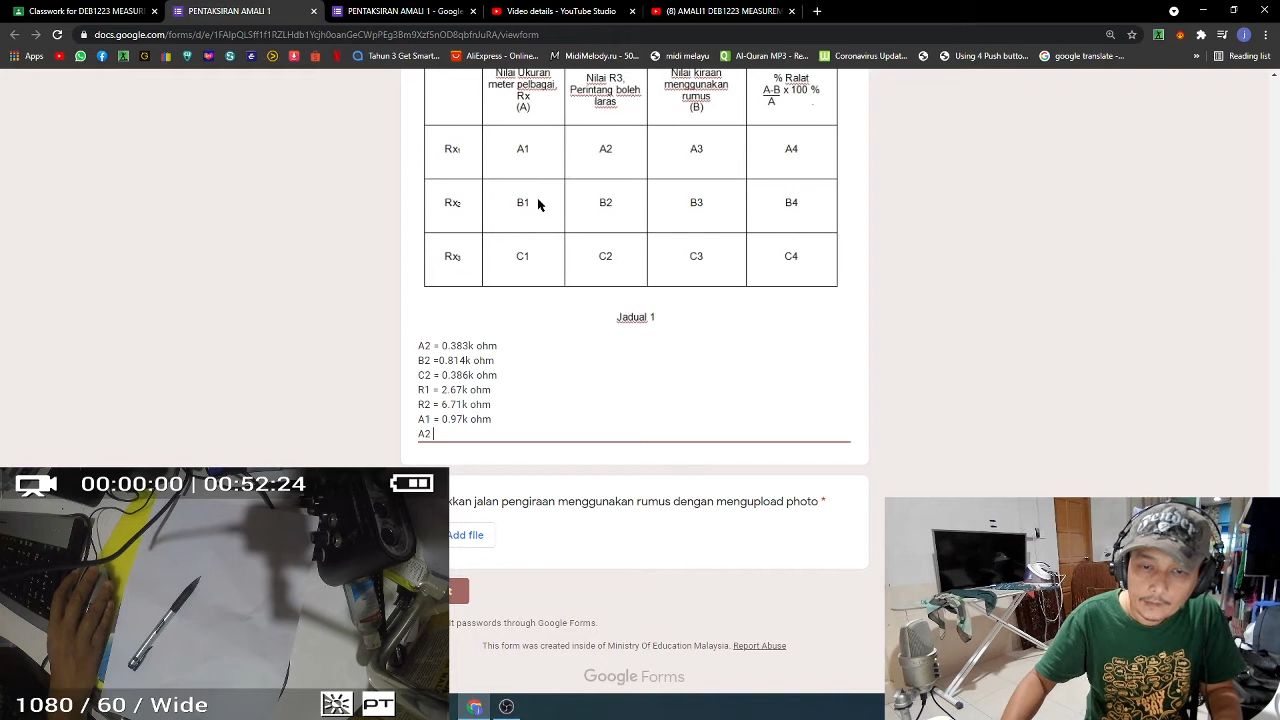 Classwork for DEB1223 MEASURI
PENTAKSIRAN AMALI 1
PENTAKSIRAN AMALI 1 - Google
Video details - YouTube Studio
(8) AMALI1 DEB1223 MEASUREM
docs.google.com/forms/d/e/1FAIpQLSff1f1RZLHdb1Ycjh0oanGeCWpPEg3Bm9Xzf5nOD8qbfnJuRA/viewform
Apps
Tahun 3 Get Smart...
AliExpress - Online...
MidiMelody.ru - 50...
midi melayu
Al-Quran MP3 - 30...
Coronavirus Updat...
Using 4 Push butto...
google translate -...
Reading list
Nilai Ukuran meter pelbagai, Rx (A)
Nilai R3, Perintang boleh laras
Nilai kiraan menggunakan rumus (B)
% Ralat A-B x 100 % A
Rx1 A1 A2 A3 A4
Rx2 B1 B2 B3 B4
Rx3 C1 C2 C3 C4
Jadual 1
A2 = 0.383k ohm
B2 =0.814k ohm
C2 = 0.386k ohm
R1 = 2.67k ohm
R2 = 6.71k ohm
A1 = 0.97k ohm
A2
kkan jalan pengiraan menggunakan rumus dengan mengupload photo *
Add file
t
it passwords through Google Forms.
This form was created inside of Ministry Of Education Malaysia. Report Abuse
Google Forms
00:00:00 | 00:52:24
1080 / 60 / Wide
PT